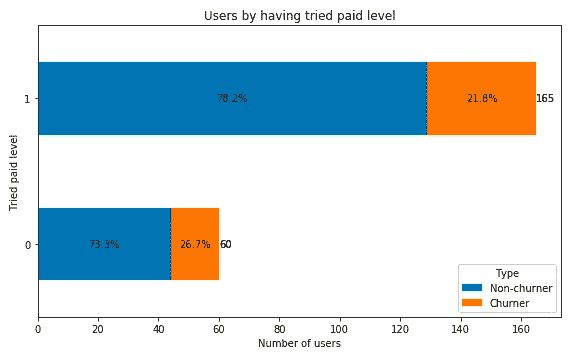 Users by having tried paid level
Tried paid level
1
78.2%
21.8%
165
0
73.3%
26.7%
60
Type
Non-churner
Churner
0 20 40 60 80 100 120 140 160
Number of users